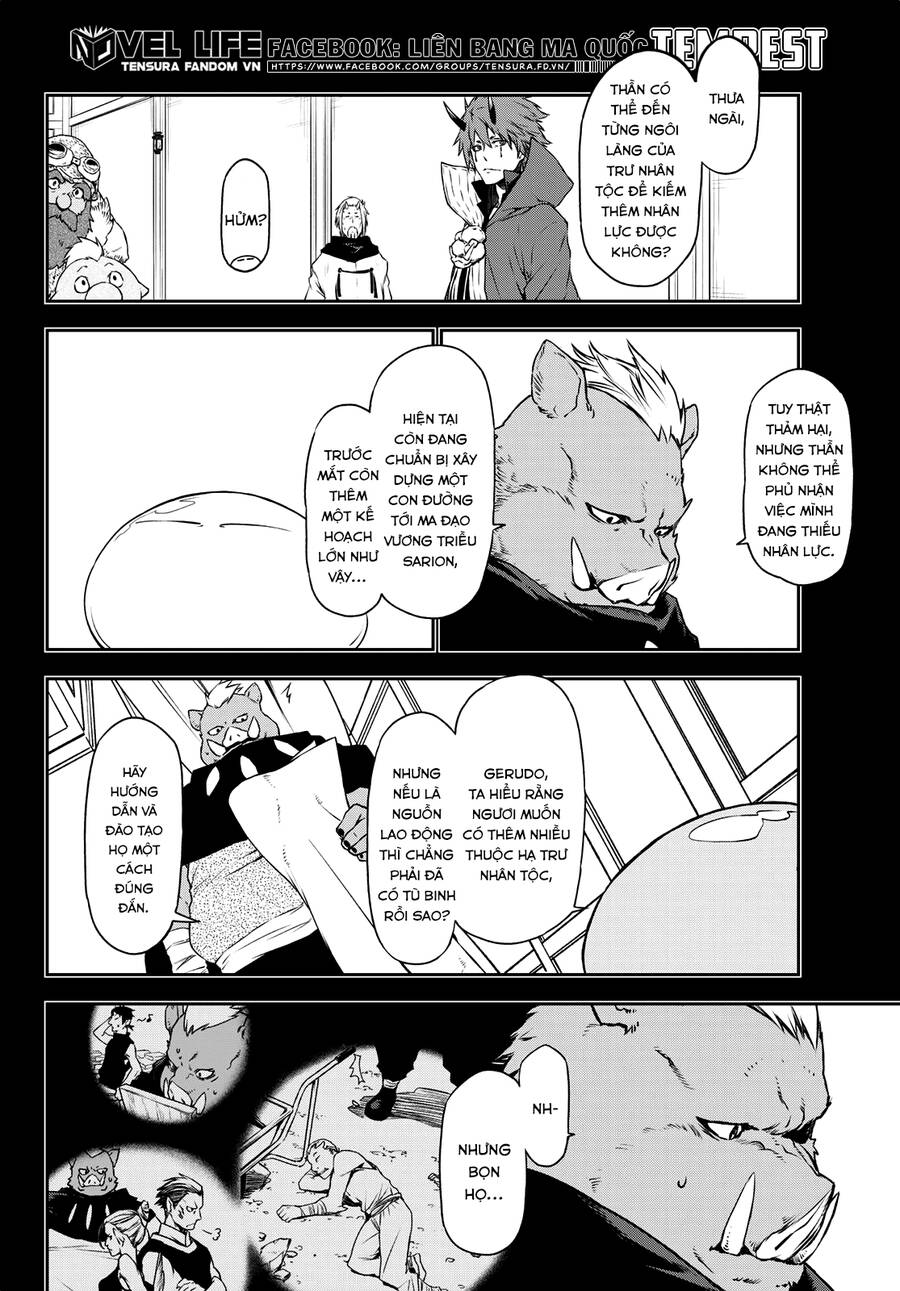 NOVEL LIFE
TENSURA FANDOM VN
FACEBOOK: LIÊN BANG MA QUỐC TEMPEST
HTTPS://WWW.FACEBOOK.COM/GROUPS/TENSURA.FD.VN/
THƯA
NGÀI,
THẦN CÓ
THỂ ĐẾN
TỪNG NGÔI
LÀNG CỦA
TRƯ NHÂN
TỘC ĐỂ KIẾM
THÊM NHÂN
LỰC ĐƯỢC
KHÔNG?
HỬM?
TUY THẬT
THẢM HẠI,
NHƯNG THẦN
KHÔNG THỂ
PHỦ NHẬN
VIỆC MÌNH
ĐANG THIẾU
NHÂN LỰC.
HIỆN TẠI
CÒN ĐANG
CHUẨN BỊ XÂY
DỰNG MỘT
CON ĐƯỜNG
TỚI MA ĐẠO
VƯƠNG TRIỀU
SARION,
TRƯỚC
MẮT CÒN
THÊM
MỘT KẾ
HOẠCH
LỚN NHƯ
VẬY...
GERUDO,
TA HIỂU RẰNG
NGƯƠI MUỐN
CÓ THÊM NHIỀU
THUỘC HẠ TRƯ
NHÂN TỘC,
NHƯNG
NẾU LÀ
NGUỒN
LAO ĐỘNG
THÌ CHẲNG
PHẢI ĐÃ
CÓ TÙ BINH
RỒI SAO?
HÃY
HƯỚNG
DẪN VÀ
ĐÀO TẠO
HỌ MỘT
CÁCH
ĐÚNG
ĐẮN.
NH-
NHƯNG
BỌN
HỌ...